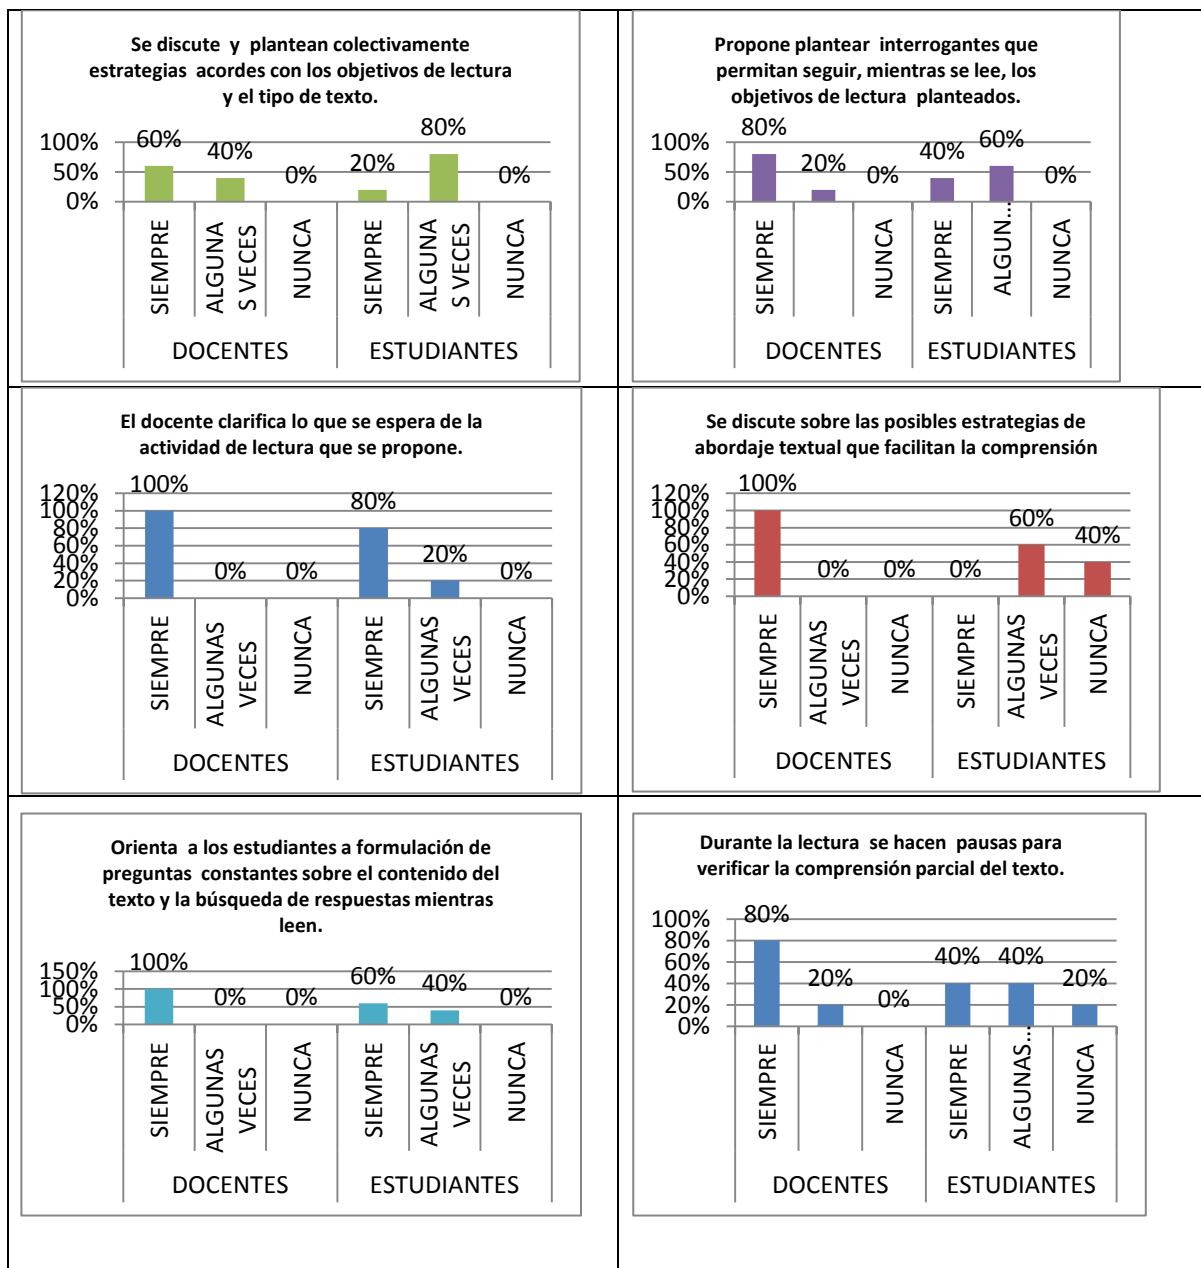 Se discute y plantean colectivamente
estrategias acordes con los objetivos de lectura
y el tipo de texto.
100%
50%
0%
60%
40%
0%
20%
80%
0%
SIEMPRE
ALGUNA
S VECES
NUNCA
SIEMPRE
ALGUNA
S VECES
NUNCA
DOCENTES
ESTUDIANTES
Propone plantear interrogantes que
permitan seguir, mientras se lee, los
objetivos de lectura planteados.
100%
50%
0%
80%
20%
0%
40%
60%
0%
SIEMPRE
NUNCA
SIEMPRE
ALGUN...
NUNCA
DOCENTES
ESTUDIANTES
El docente clarifica lo que se espera de la
actividad de lectura que se propone.
120%
100%
80%
60%
40%
20%
0%
100%
0%
0%
80%
20%
0%
SIEMPRE
ALGUNAS
VECES
NUNCA
SIEMPRE
ALGUNAS
VECES
NUNCA
DOCENTES
ESTUDIANTES
Se discute sobre las posibles estrategias de
abordaje textual que facilitan la comprensión
120%
100%
80%
60%
40%
20%
0%
100%
0%
0%
0%
60%
40%
SIEMPRE
ALGUNAS
VECES
NUNCA
SIEMPRE
ALGUNAS
VECES
NUNCA
DOCENTES
ESTUDIANTES
Orienta a los estudiantes a formulación de
preguntas constantes sobre el contenido del
texto y la búsqueda de respuestas mientras
leen.
150%
100%
50%
0%
100%
0%
0%
60%
40%
0%
SIEMPRE
ALGUNAS
VECES
NUNCA
SIEMPRE
ALGUNAS
VECES
NUNCA
DOCENTES
ESTUDIANTES
Durante la lectura se hacen pausas para
verificar la comprensión parcial del texto.
100%
80%
60%
40%
20%
0%
80%
20%
0%
40%
40%
20%
SIEMPRE
NUNCA
SIEMPRE
ALGUNAS...
NUNCA
DOCENTES
ESTUDIANTES